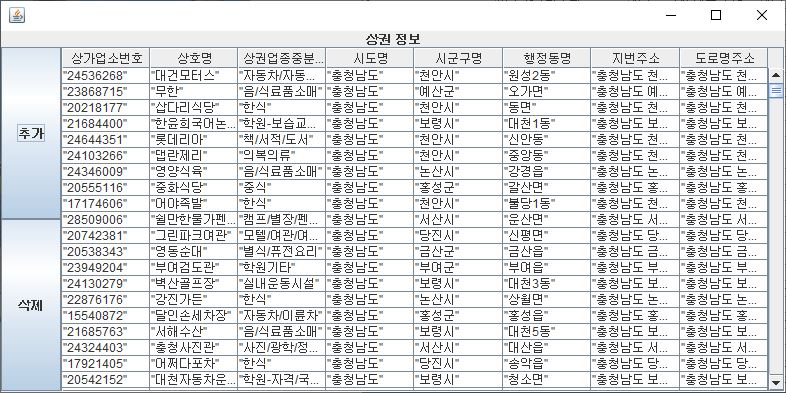 상권 정보
상가업소번호 상호명 상권업종중분... 시도명 시군구명 행정동명 지번주소 도로명주소
"24536268" "대건모터스" "자동차/자동... "충청남도" "천안시" "원성2동" "충청남도 천... "충청남도 천...
"23868715" "무한" "음/식료품소매" "충청남도" "예산군" "오가면" "충청남도 예... "충청남도 예...
"20218177" "삽다리식당" "한식" "충청남도" "천안시" "동면" "충청남도 천... "충청남도 천...
"21684400" "한윤희국어논... "학원-보습교... "충청남도" "보령시" "대천1동" "충청남도 보... "충청남도 보...
"24644351" "롯데리아" "책/서적/도서" "충청남도" "천안시" "신안동" "충청남도 천... "충청남도 천...
"24103266" "댑란제리" "의복의류" "충청남도" "천안시" "중앙동" "충청남도 천... "충청남도 천...
"24346009" "영양식육" "음/식료품소매" "충청남도" "논산시" "강경읍" "충청남도 논... "충청남도 논...
"20555116" "중화식당" "중식" "충청남도" "홍성군" "갈산면" "충청남도 홍... "충청남도 홍...
"17174606" "어야족발" "한식" "충청남도" "천안시" "불당1동" "충청남도 천... "충청남도 천...
"28509006" "쉴만한물가펜... "캠프/별장/펜... "충청남도" "서산시" "운산면" "충청남도 서... "충청남도 서...
"20742381" "그린파크여관" "모텔/여관/여... "충청남도" "당진시" "신평면" "충청남도 당... "충청남도 당...
"20538343" "영동순대" "별식/퓨전요리" "충청남도" "금산군" "금산읍" "충청남도 금... "충청남도 금...
"23949204" "부여검도관" "학원기타" "충청남도" "부여군" "부여읍" "충청남도 부... "충청남도 부...
"24130279" "벽산골프장" "실내운동시설" "충청남도" "보령시" "대천3동" "충청남도 보... "충청남도 보...
"22876176" "강진가든" "한식" "충청남도" "논산시" "상월면" "충청남도 논... "충청남도 논...
"15540872" "달인손세차장" "자동차/이륜차" "충청남도" "홍성군" "홍성읍" "충청남도 홍... "충청남도 홍...
"21685763" "서해수산" "음/식료품소매" "충청남도" "보령시" "대천5동" "충청남도 보... "충청남도 보...
"24324403" "충청사진관" "사진/광학/정... "충청남도" "서산시" "대산읍" "충청남도 서... "충청남도 서...
"17921405" "어쩌다포차" "한식" "충청남도" "당진시" "송악읍" "충청남도 당... "충청남도 당...
"20542152" "대천자동차운... "학원-자격/국... "충청남도" "보령시" "청소면" "충청남도 보... "충청남도 보...
추가
삭제